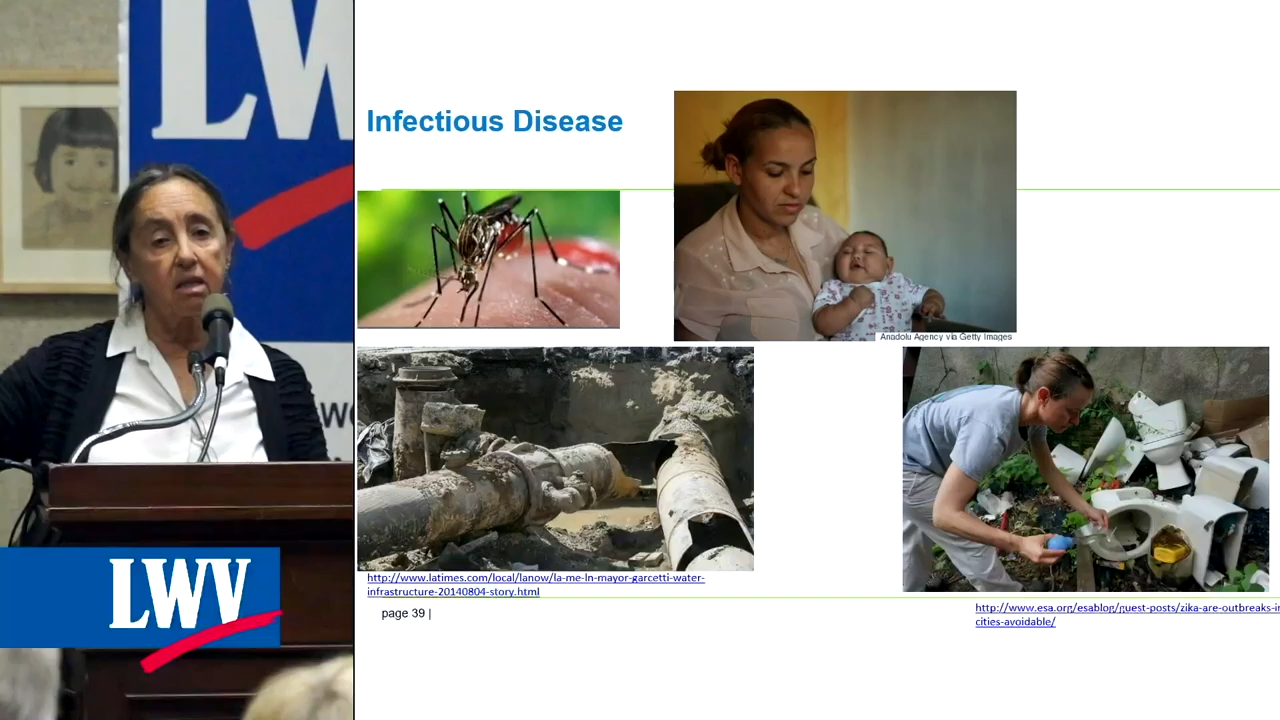 LWV
Infectious Disease
Anadolu Agency via Getty Images
http://www.latimes.com/local/lanow/la-me-ln-mayor-garcetti-water-
infrastructure-20140804-story.html
page 39 |
http://www.esa.org/esablog/guest-posts/zika-are-outbreaks-in
cities-avoidable/
LWV